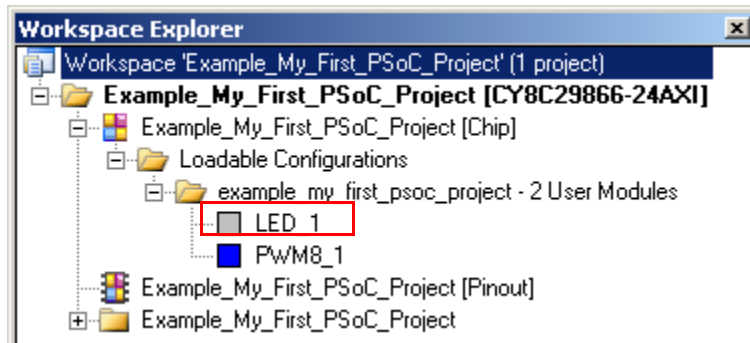 Workspace Explorer
Workspace 'Example_My_First_PSoC_Project' (1 project)
Example_My_First_PSoC_Project [CY8C29866-24AXI]
Example_My_First_PSoC_Project [Chip]
Loadable Configurations
example_my_first_psoc_project - 2 User Modules
LED_1
PWM8_1
Example_My_First_PSoC_Project [Pinout]
Example_My_First_PSoC_Project